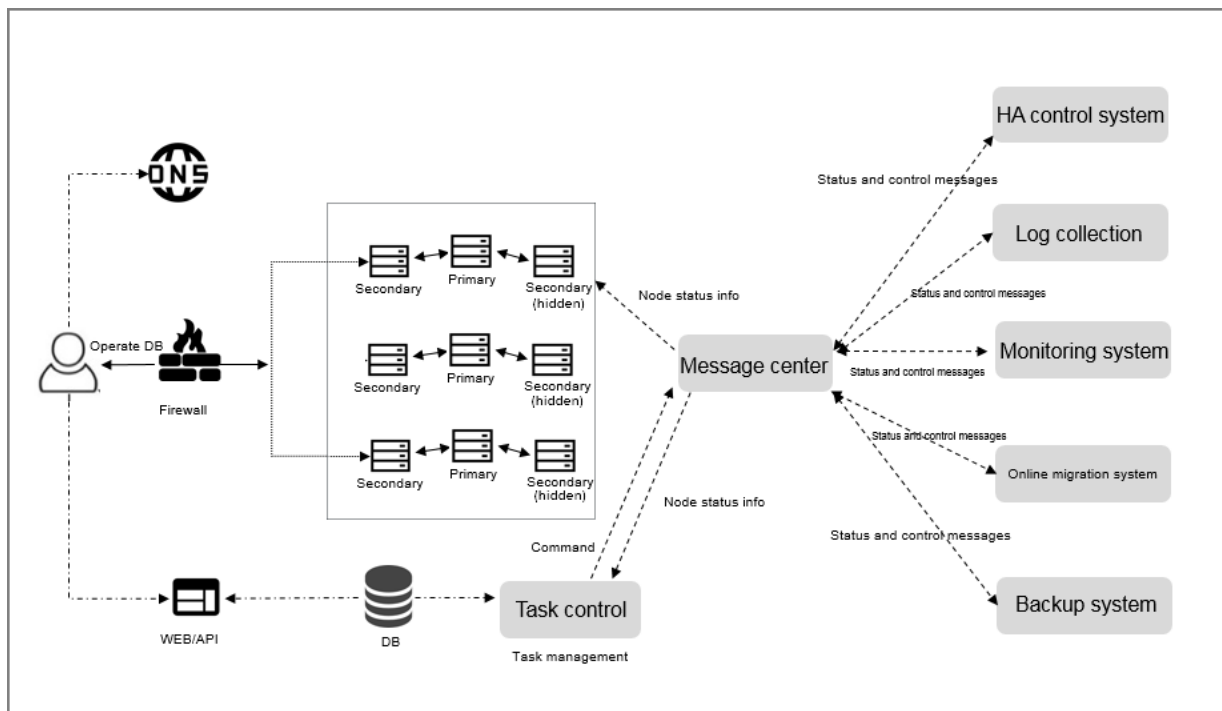 HA control system
Status and control messages
DNS
Log collection
Secondary
Primary
Secondary
(hidden)
Status and control messages
Node status info
Operate DB
Firewall
Secondary
Primary
Secondary
(hidden)
Message center
Monitoring system
Status and control messages
Status and control messages
Secondary
Primary
Secondary
(hidden)
Online migration system
Node status info
Status and control messages
Command
WEB/API
DB
Task control
Task management
Backup system